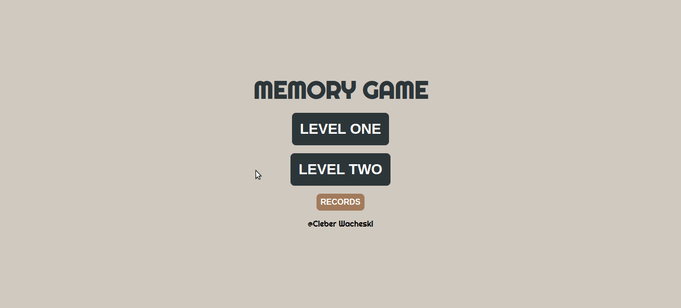 MEMORY GAME
LEVEL ONE
LEVEL TWO
RECORDS
@Cleber Wacheski